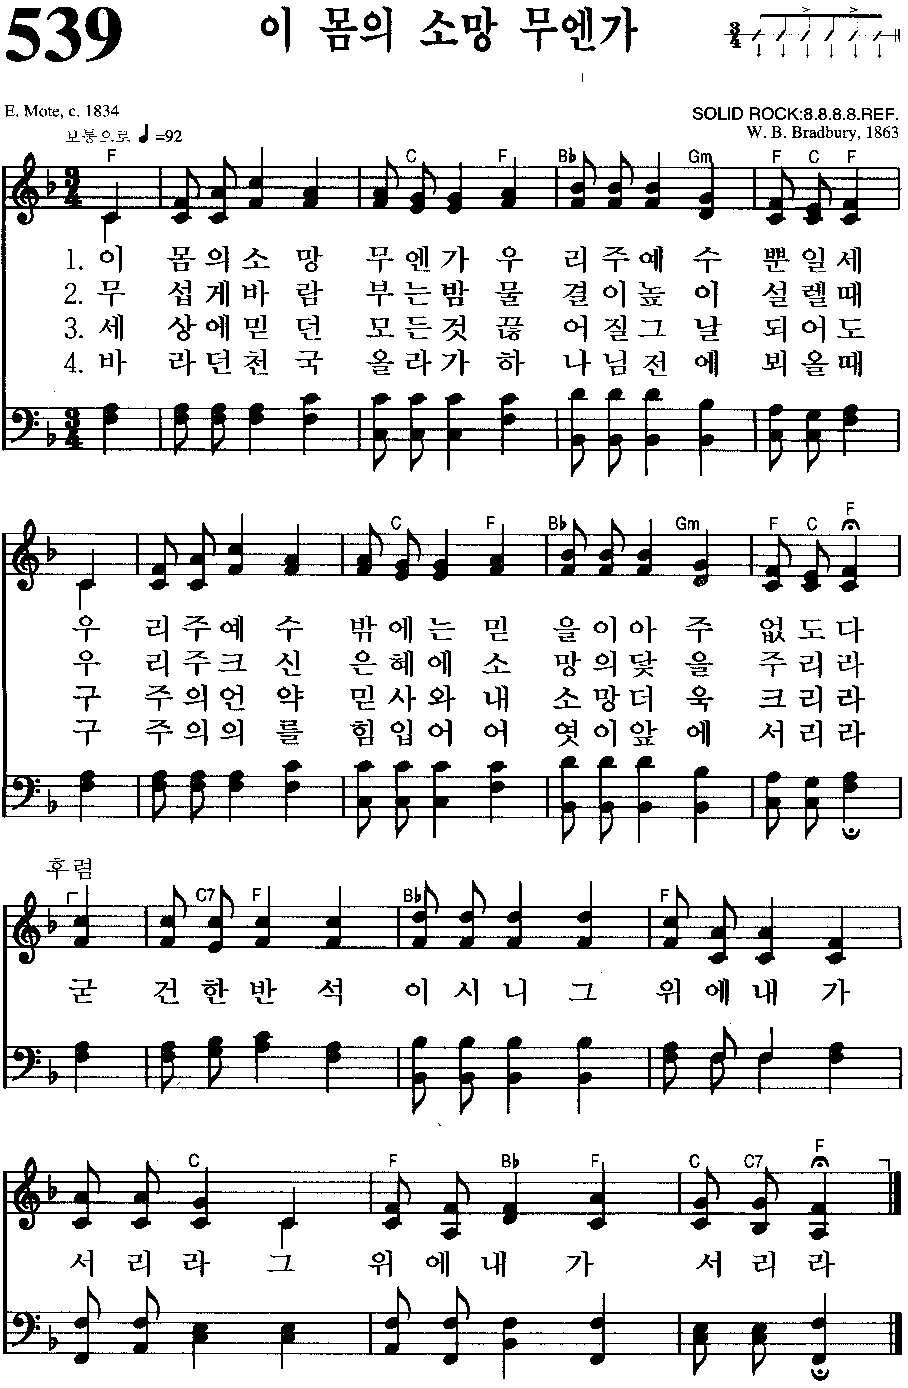 539
이 몸의 소망 무엔가
3/4
E. Mote, c. 1834
SOLID ROCK:8.8.8.8.REF.
보통으로 ♩=92
W. B. Bradbury, 1863
F C F B♭ Gm F C F
1. 이 몸의소 망 무엔가 우 리주예 수 뿐일세
2. 무 섭게바 람 부는밤 물 결이높 이 설렐때
3. 세 상에믿 던 모든것 끊 어질그 날 되어도
4. 바 라던천 국 올라가 하 나님전 에 뵈올때
C F B♭ Gm F C F
우 리주예 수 밖에는 믿 을이아 주 없도다
우 리주크 신 은혜에 소 망의닻 을 주리라
구 주의언 약 믿사와 내 소망더 욱 크리라
구 주의의 를 힘입어 어 엿이앞 에 서리라
후렴
C7 F B♭ F
굳 건한반 석 이시니 그 위에내 가
C F B♭ F C C7 F
서리라 그 위에내 가 서리라